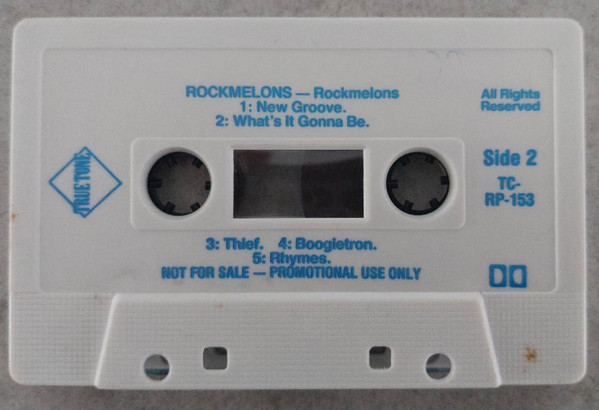 ROCKMELONS — Rockmelons
1: New Groove.
2: What's It Gonna Be.
All Rights
Reserved
TRUE TONE
Side 2
TC-
RP-153
3: Thief. 4: Boogietron.
5: Rhymes.
NOT FOR SALE — PROMOTIONAL USE ONLY